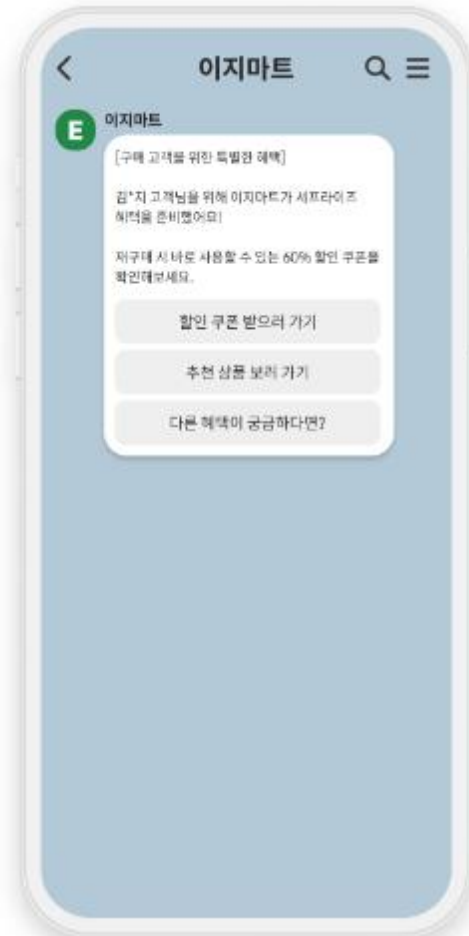 이지마트
E
이지마트
[구매 고객을 위한 특별한 혜택]
김*지 고객님을 위해 이지마트가 서프라이즈
혜택을 준비했어요!
재구매 시 바로 사용할 수 있는 60% 할인 쿠폰을
확인해보세요.
할인 쿠폰 받으러 가기
추천 상품 보러 가기
다른 혜택이 궁금하다면?